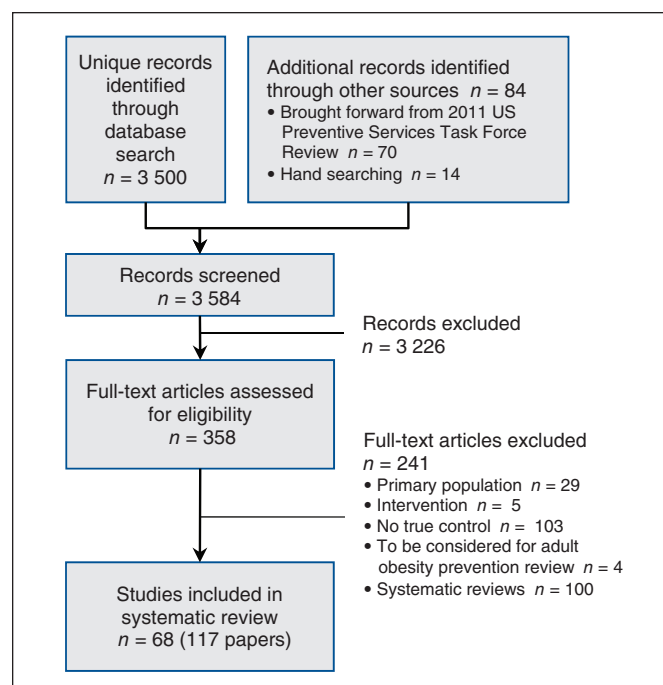 Unique records
identified
through
database
search
n = 3 500
Additional records identified
through other sources n = 84
• Brought forward from 2011 US
Preventive Services Task Force
Review n = 70
• Hand searching n = 14
Records screened
n = 3 584
Records excluded
n = 3 226
Full-text articles assessed
for eligibility
n = 358
Full-text articles excluded
n = 241
• Primary population n = 29
• Intervention n = 5
• No true control n = 103
• To be considered for adult
obesity prevention review n = 4
• Systematic reviews n = 100
Studies included in
systematic review
n = 68 (117 papers)